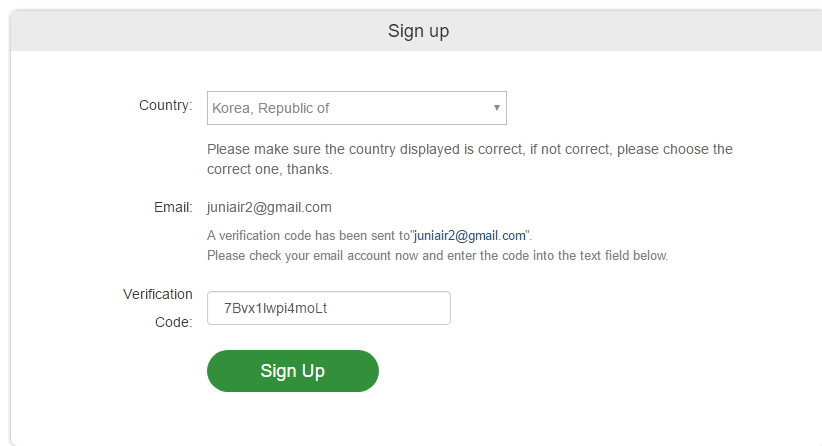 Sign up
Country: Korea, Republic of
Please make sure the country displayed is correct, if not correct, please choose the
correct one, thanks.
Email: juniair2@gmail.com
A verification code has been sent to"juniair2@gmail.com".
Please check your email account now and enter the code into the text field below.
Verification
Code: 7Bvx1lwpi4moLt
Sign Up